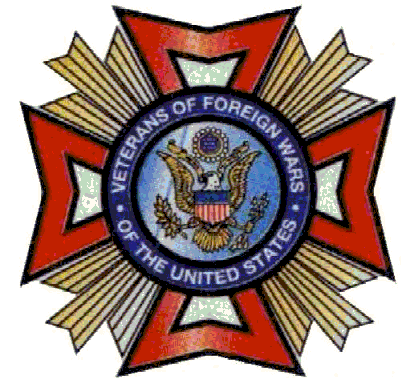 VETERANS OF FOREIGN WARS
OF THE UNITED STATES